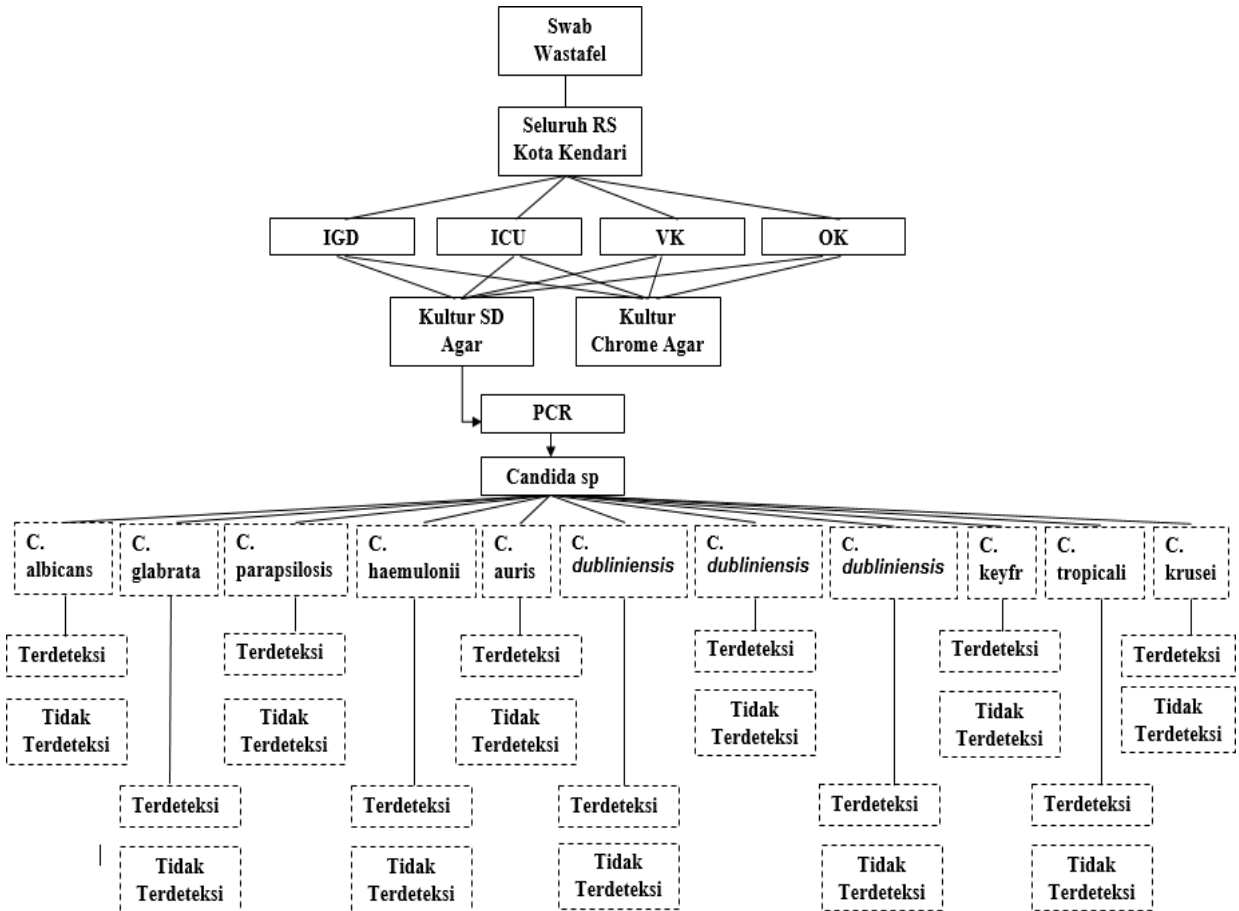 Swab
Wastafel
Seluruh RS
Kota Kendari
IGD
ICU
VK
OK
Kultur SD
Agar
Kultur
Chrome Agar
PCR
Candida sp
C.
albicans
C.
glabrata
C.
parapsilosis
C.
haemulonii
C.
auris
C.
dubliniensis
C.
dubliniensis
C.
dubliniensis
C.
keyfr
C.
tropicali
C.
krusei
Terdeteksi
Terdeteksi
Terdeteksi
Terdeteksi
Terdeteksi
Terdeteksi
Tidak
Terdeteksi
Tidak
Terdeteksi
Tidak
Terdeteksi
Tidak
Terdeteksi
Tidak
Terdeteksi
Tidak
Terdeteksi
Terdeteksi
Terdeteksi
Terdeteksi
Terdeteksi
Terdeteksi
Tidak
Terdeteksi
Tidak
Terdeteksi
Tidak
Terdeteksi
Tidak
Terdeteksi
Tidak
Terdeteksi